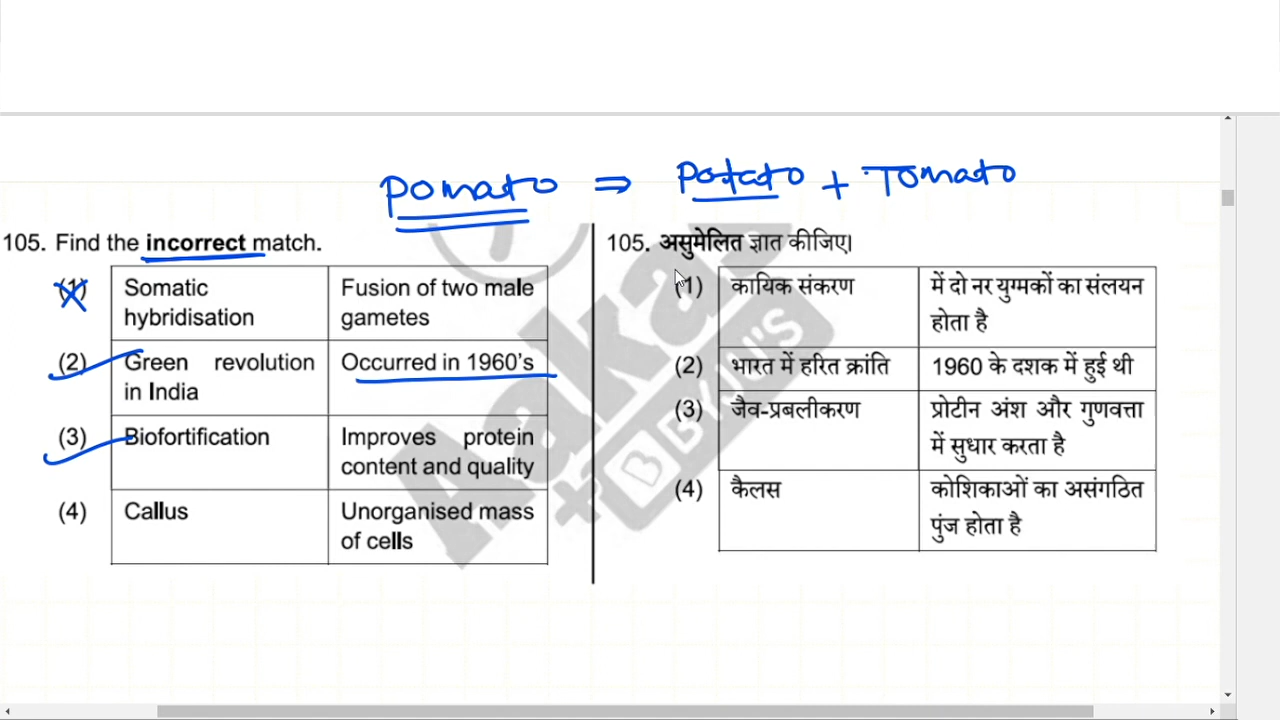 pomato ⇒ potato + Tomato
105. Find the incorrect match.
(1) Somatic hybridisation Fusion of two male gametes
(2) Green revolution in India Occurred in 1960's
(3) Biofortification Improves protein content and quality
(4) Callus Unorganised mass of cells
105. असुमेलित ज्ञात कीजिए।
(1) कायिक संकरण में दो नर युग्मकों का संलयन होता है
(2) भारत में हरित क्रांति 1960 के दशक में हुई थी
(3) जैव-प्रबलीकरण प्रोटीन अंश और गुणवत्ता में सुधार करता है
(4) कैलस कोशिकाओं का असंगठित पुंज होता है
Aakash
BYJU'S